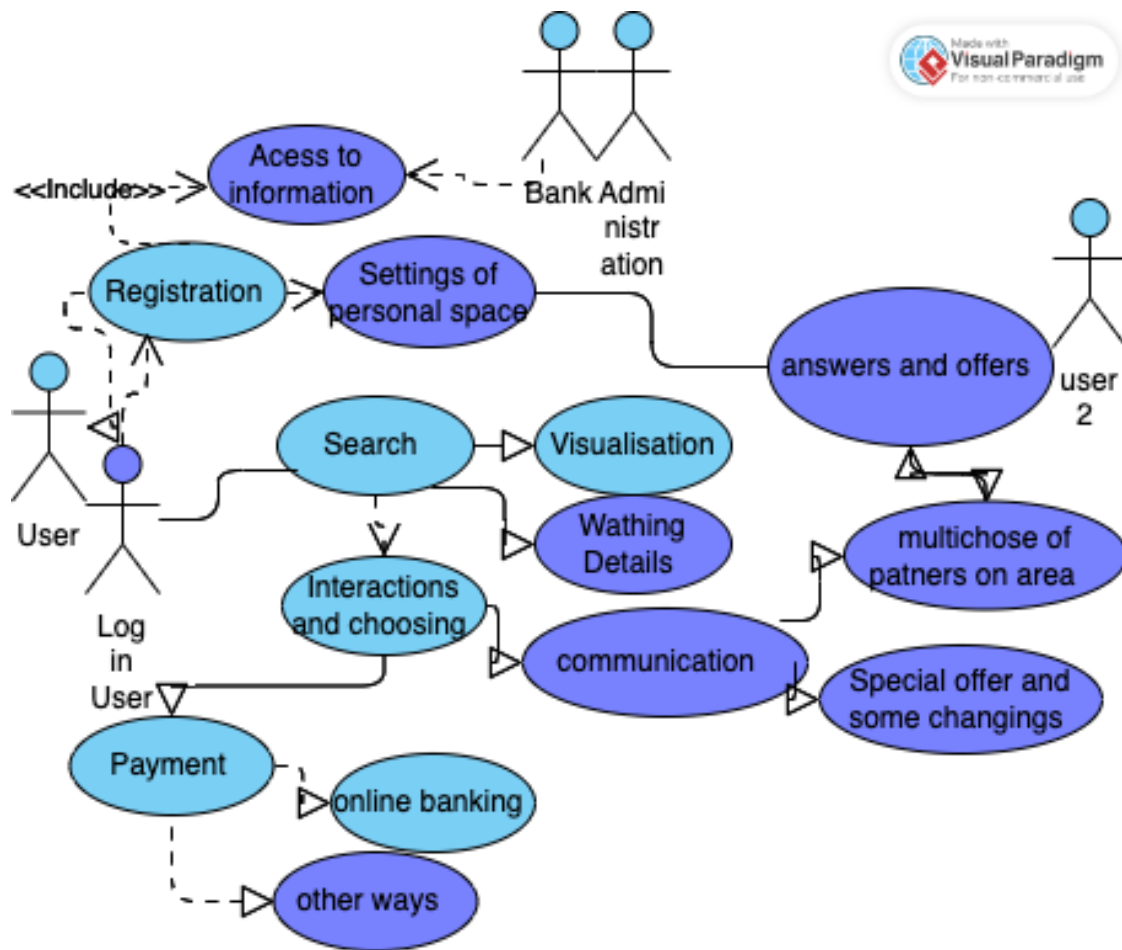 Made with
Visual Paradigm
For non-commercial use
Acess to
information
<<Include>>
Bank Admi
nistr
ation
Registration
Settings of
personal space
answers and offers
user
2
Search
Visualisation
User
Wathing
Details
multichose of
patners on area
Interactions
and choosing
Log
in
User
communication
Special offer and
some changings
Payment
online banking
other ways